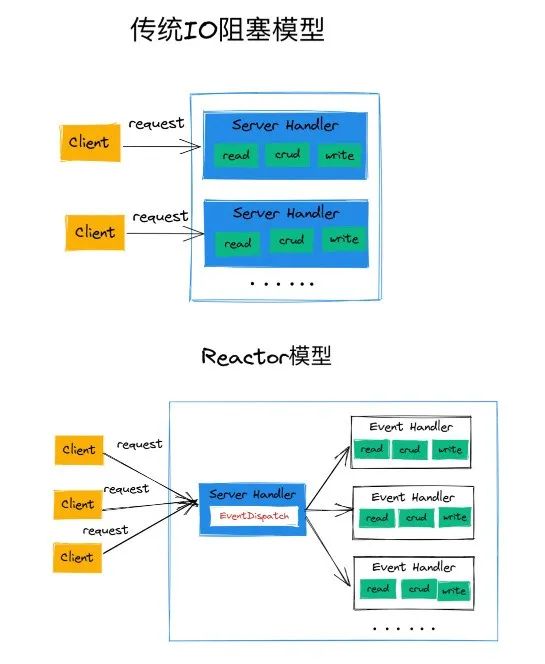 传统IO阻塞模型
Client
request
Server Handler
read crud write
Client
request
Server Handler
read crud write
......
Reactor模型
Client
request
Client
request
Client
request
Server Handler
EventDispatch
Event Handler
read crud write
Event Handler
read crud write
Event Handler
read crud write
......